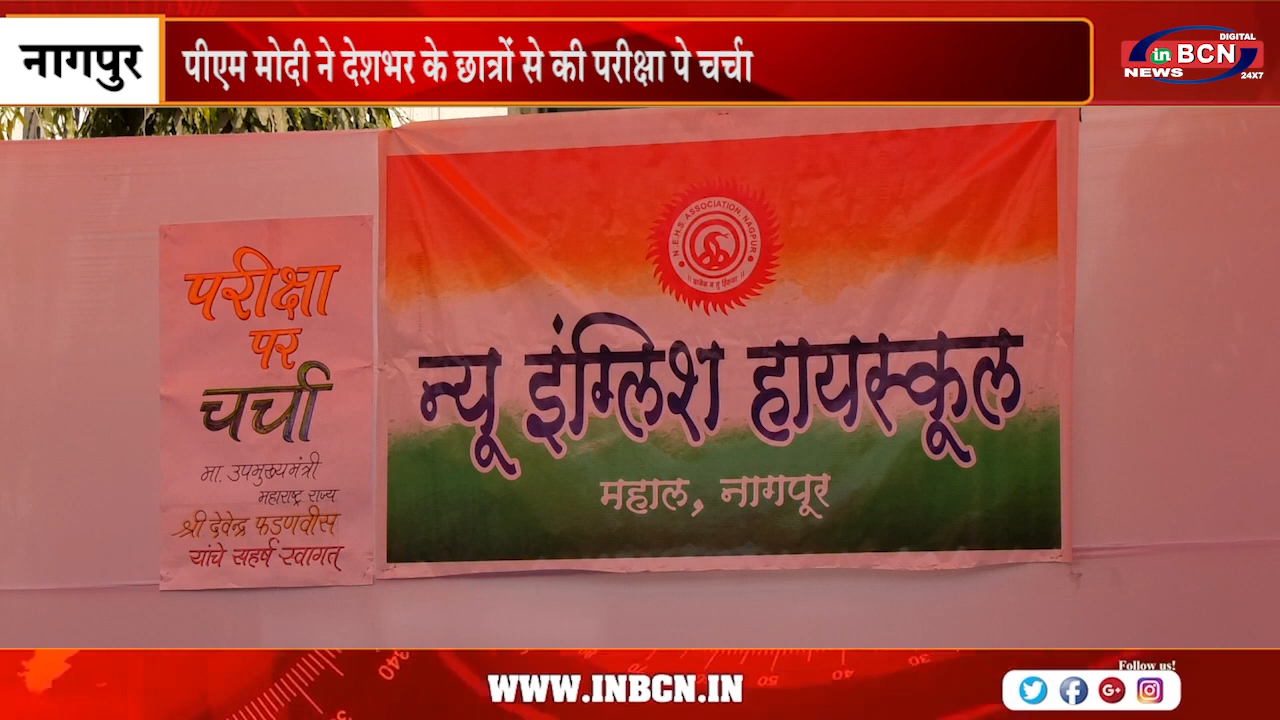 नागपुर
पीएम मोदी ने देशभर के छात्रों से की परीक्षा पे चर्चा
DIGITAL
in BCN
NEWS
24X7
परीक्षा
पर
चर्चा
मा. उपमुख्यमंत्री
महाराष्ट्र राज्य
श्री देवेन्द्र फडणवीस
यांचे सहर्ष स्वागत्
N.E.H.S. ASSOCIATION, NAGPUR
न्यू इंग्लिश हायस्कूल
महाल, नागपूर
WWW.INBCN.IN
Follow us!